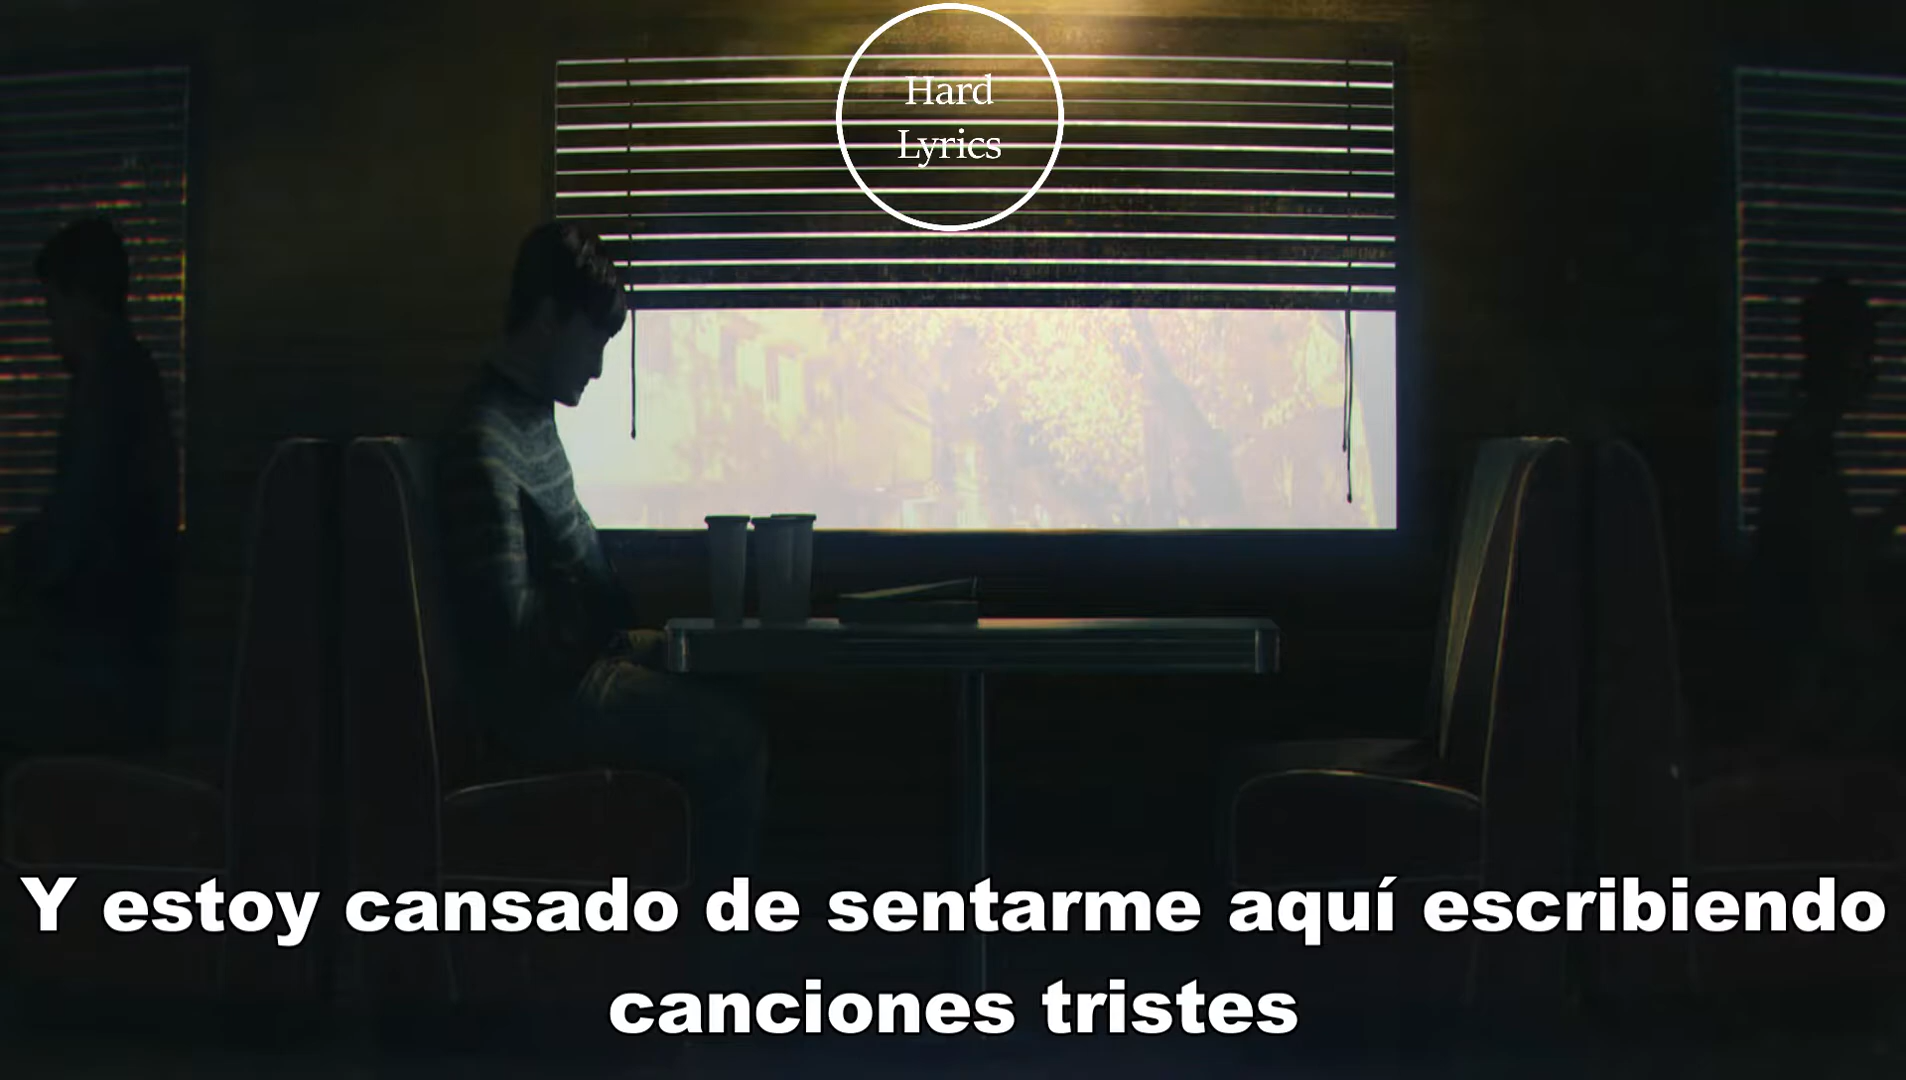 Hard
Lyrics
Y estoy cansado de sentarme aquí escribiendo
canciones tristes